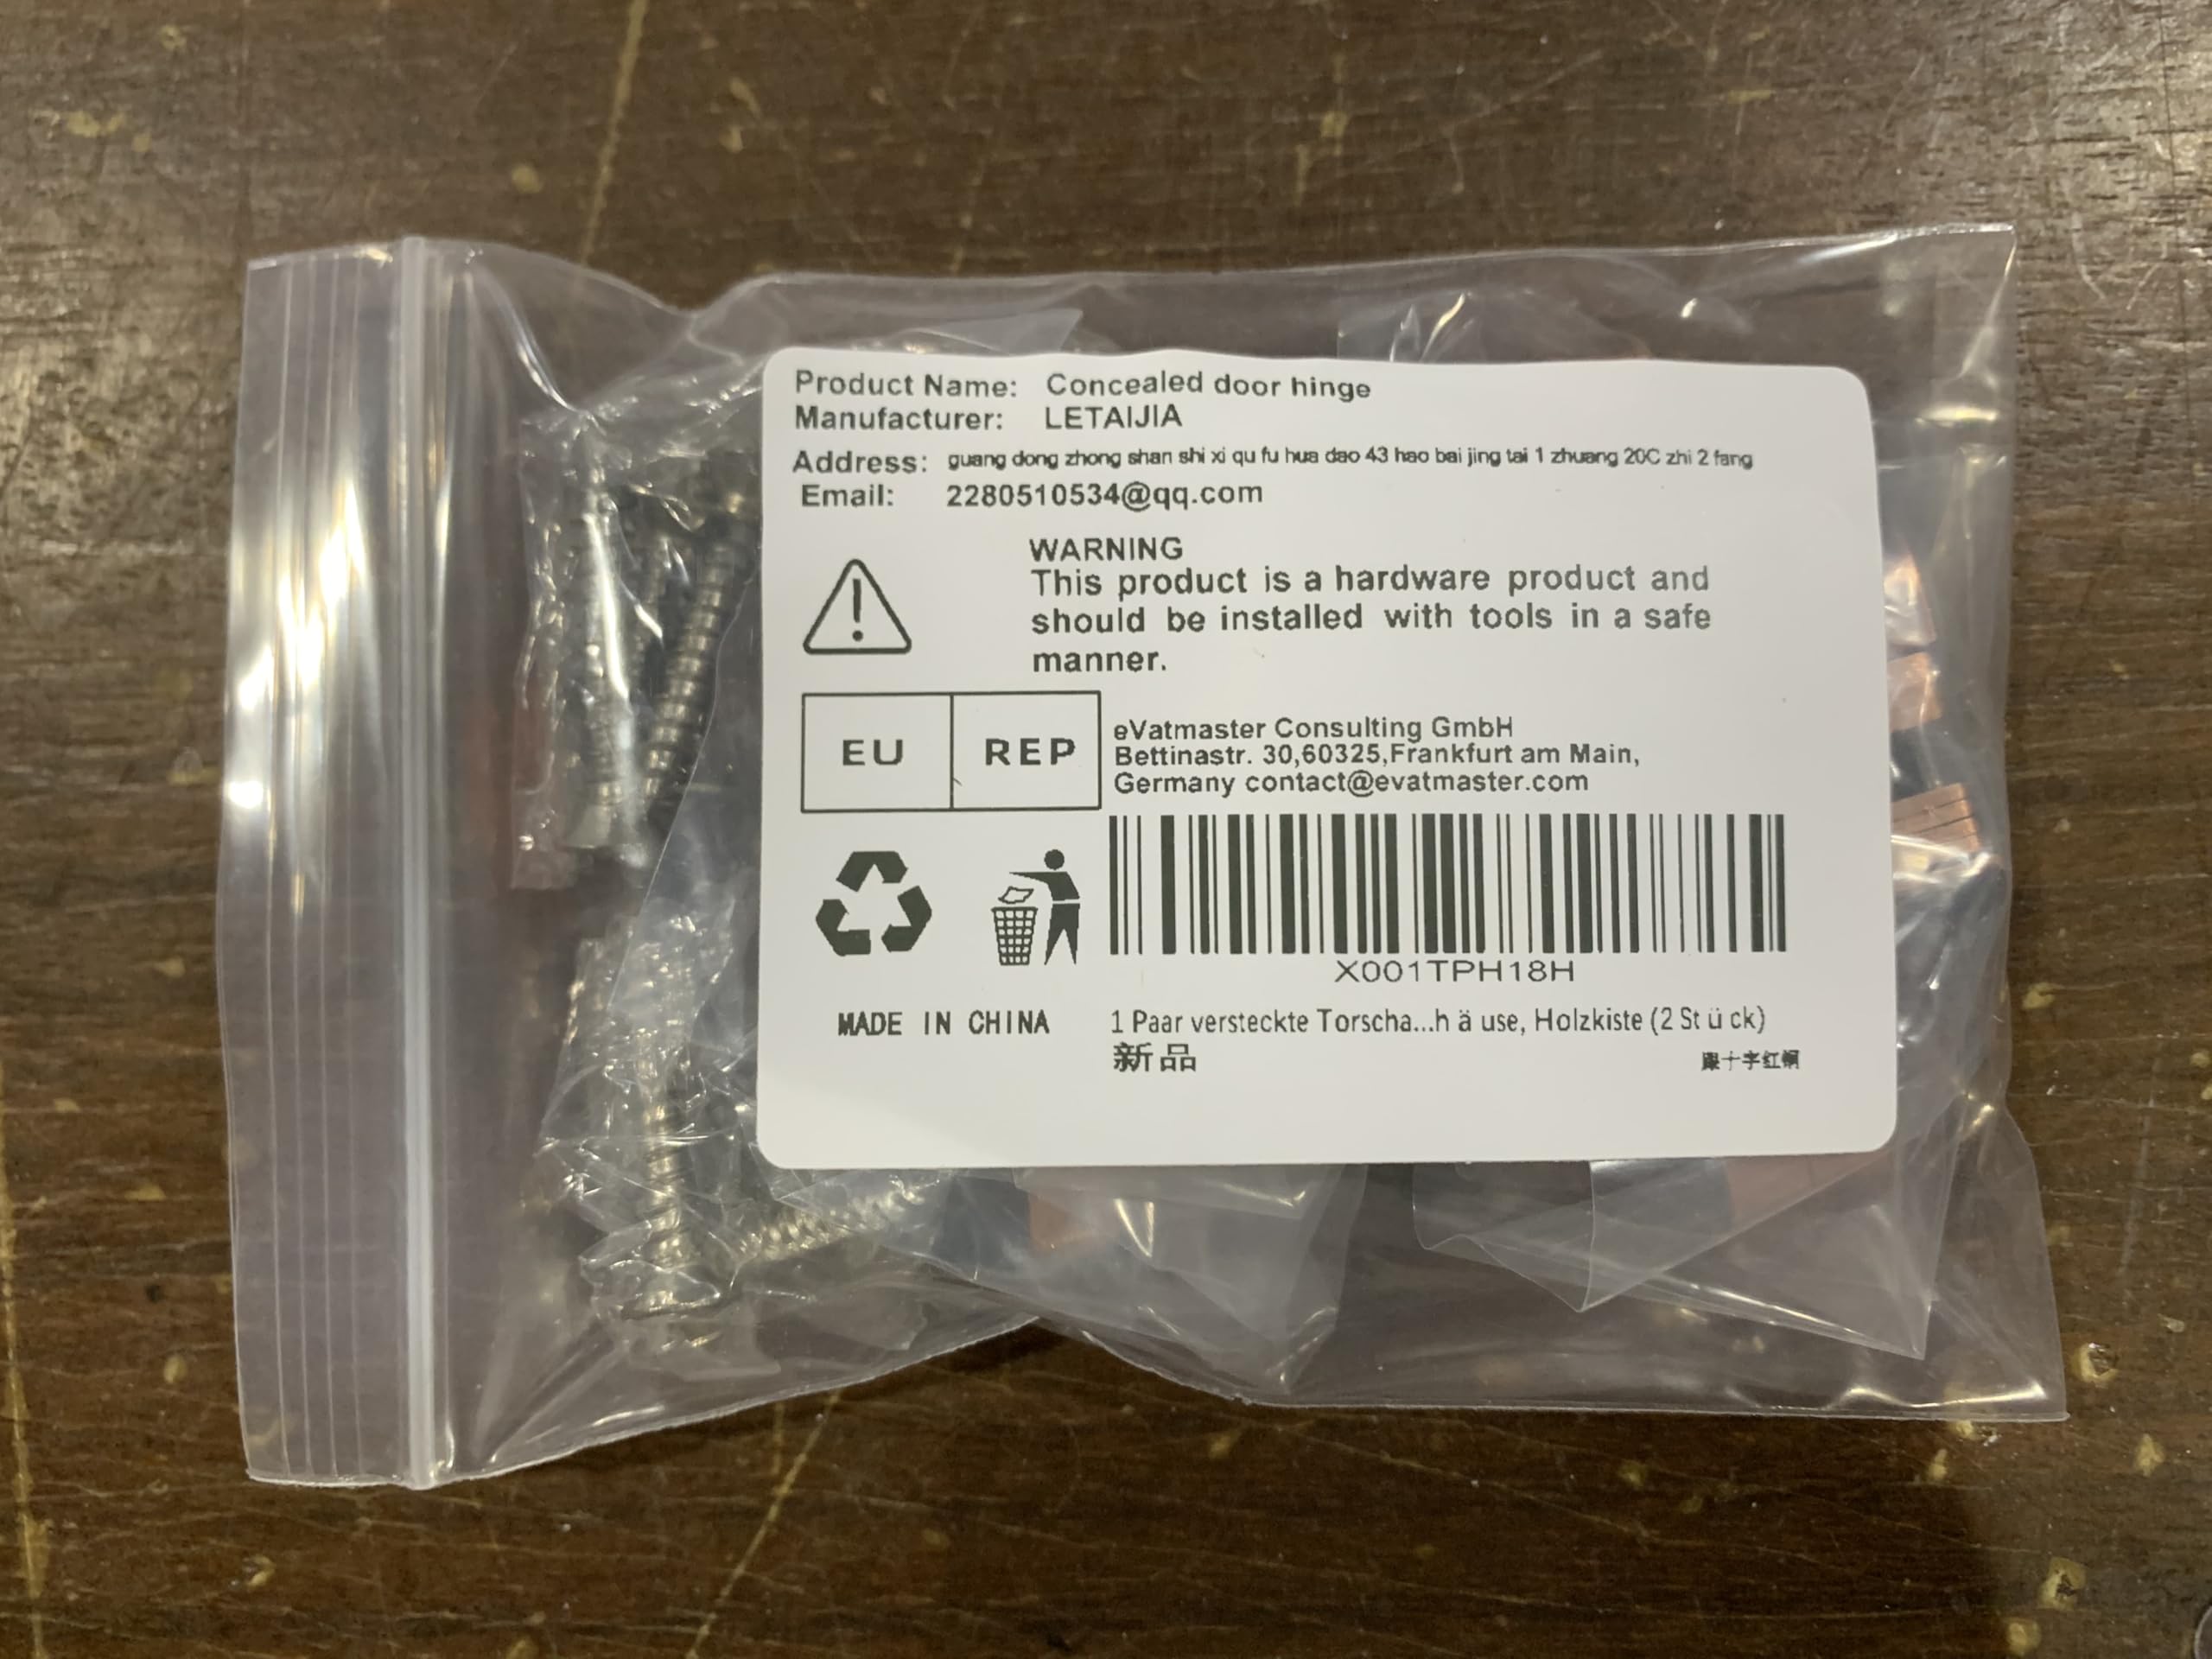 Product Name: Concealed door hinge
Manufacturer: LETAIJIA
Address: guang dong zhong shan shi xi qu fu hua dao 43 hao bai jing tai 1 zhuang 20C zhi 2 fang
Email: 2280510534@qq.com
WARNING
This product is a hardware product and
should be installed with tools in a safe
manner.
EU REP
eVatmaster Consulting GmbH
Bettinastr. 30,60325,Frankfurt am Main,
Germany contact@evatmaster.com
X001TPH18H
MADE IN CHINA
1 Paar versteckte Torscha...h ä use, Holzkiste (2 St ü ck)
新品
十字红铜